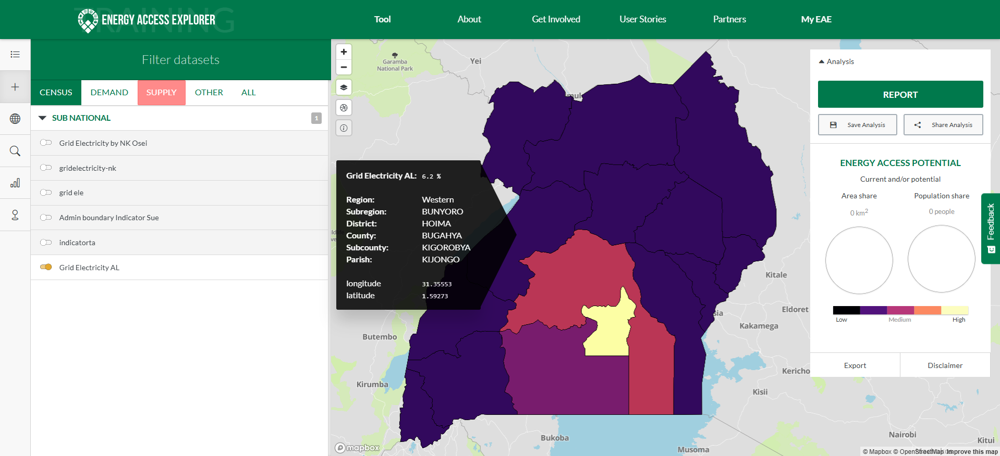 TRAINING
ENERGY ACCESS EXPLORER
Tool
About
Get Involved
User Stories
Partners
My EAE
Filter datasets
CENSUS
DEMAND
SUPPLY
OTHER
ALL
SUB NATIONAL
1
Grid Electricity by NK Osei
gridelectricity-nk
grid ele
Admin boundary Indicator Sue
indicatorta
Grid Electricity AL
Garamba
National Park
Yei
Grid Electricity AL: 6.2 %
Region: Western
Subregion: BUNYORO
District: HOIMA
County: BUGAHYA
Subcounty: KIGOROBYA
Parish: KIJONGO
longitude 31.35553
latitude 1.59273
Kitale
Eldoret
Kakamega
Butembo
Kirumba
Kericho
Kisii
Bukoba
Musoma
Nairobi
Kitui
mapbox
© Mapbox © OpenStreetMap Improve this map
Analysis
REPORT
Save Analysis
Share Analysis
ENERGY ACCESS POTENTIAL
Current and/or potential
Area share
Population share
0 km²
0 people
Low
Medium
High
Export
Disclaimer
Feedback